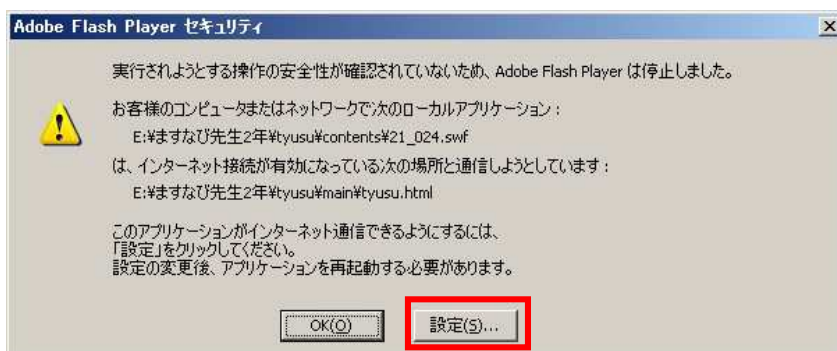 Adobe Flash Player セキュリティ
実行されようとする操作の安全性が確認されていないため、Adobe Flash Player は停止しました。
お客様のコンピュータまたはネットワークで次のローカルアプリケーション：
E:¥ますなび先生2年¥tyusu¥contents¥21_024.swf
は、インターネット接続が有効になっている次の場所と通信しようとしています：
E:¥ますなび先生2年¥tyusu¥main¥tyusu.html
このアプリケーションがインターネット通信できるようにするには、
「設定」をクリックしてください。
設定の変更後、アプリケーションを再起動する必要があります。
OK(O) 設定(S)...